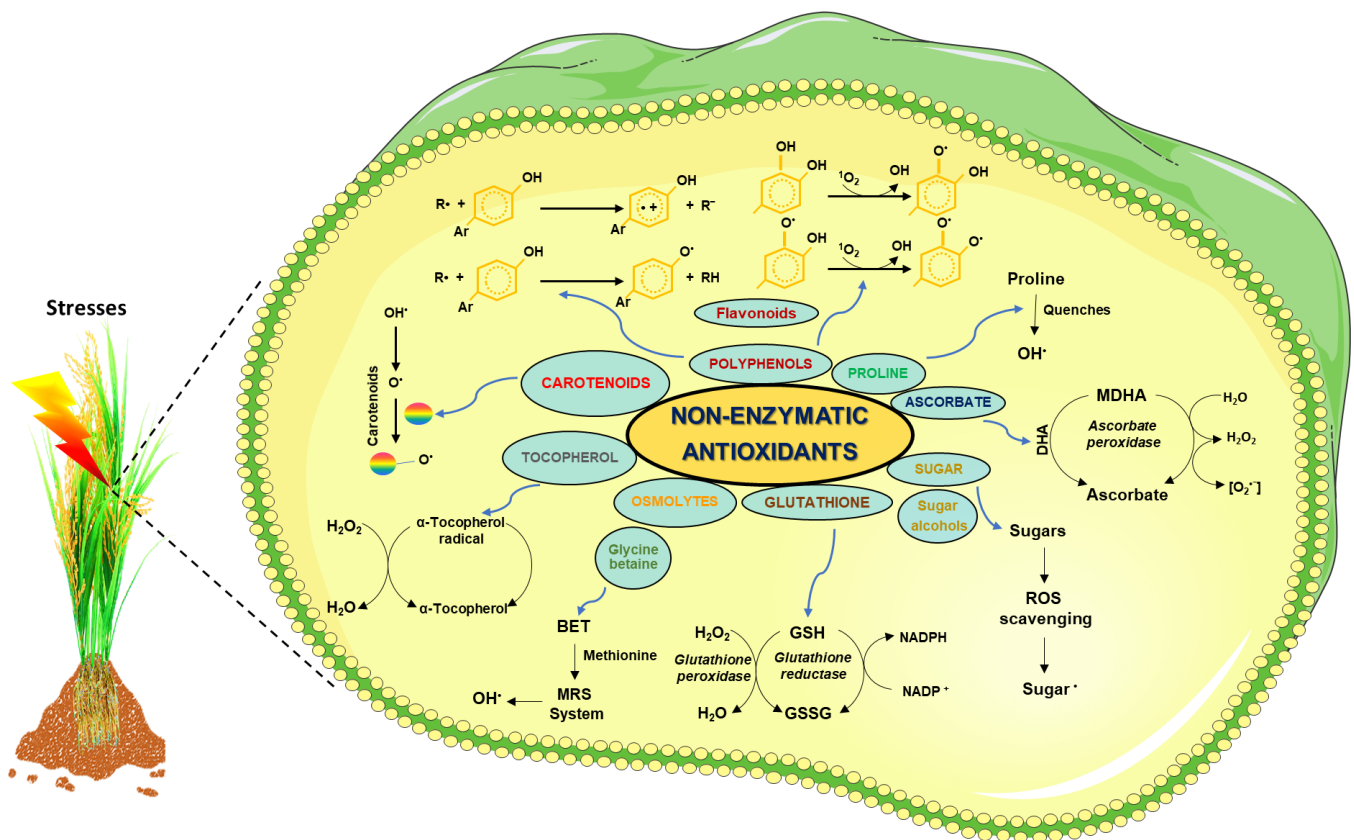 Stresses
OH
OH
¹O₂
OH
O•
OH
R• +
OH
Ar
OH
• +
+ R⁻
R• +
OH
Ar
O•
Ar
+ RH
O•
OH
¹O₂
OH
O•
O•
Flavonoids
POLYPHENOLS
PROLINE
Proline
Quenches
OH•
OH•
O•
Carotenoids
O•
CAROTENOIDS
NON-ENZYMATIC
ANTIOXIDANTS
ASCORBATE
MDHA
H₂O
DHA
Ascorbate
peroxidase
H₂O₂
Ascorbate
[O₂•⁻]
TOCOPHEROL
H₂O₂
α-Tocopherol
radical
H₂O
α-Tocopherol
OSMOLYTES
Glycine
betaine
BET
Methionine
OH•
MRS
System
GLUTATHIONE
H₂O₂
GSH
NADPH
Glutathione
peroxidase
Glutathione
reductase
H₂O
GSSG
NADP +
SUGAR
Sugar
alcohols
Sugars
ROS
scavenging
Sugar •